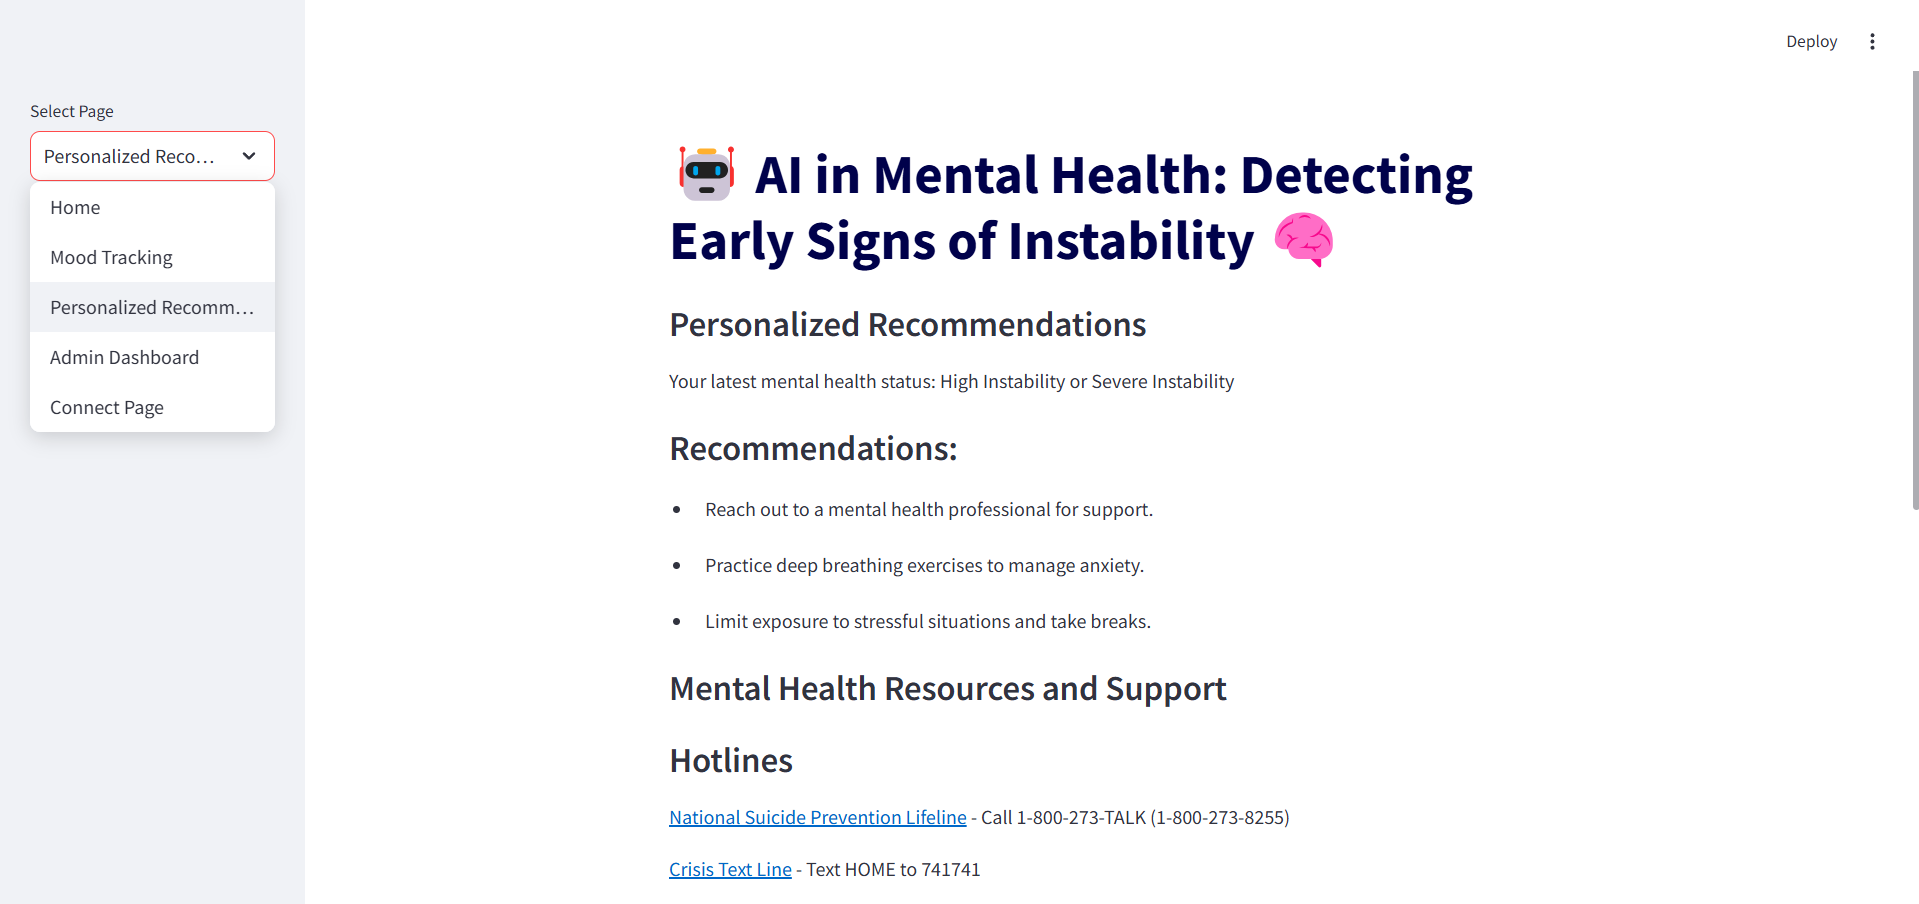 Deploy
Select Page
Personalized Reco...
Home
Mood Tracking
Personalized Recomm...
Admin Dashboard
Connect Page
AI in Mental Health: Detecting
Early Signs of Instability
Personalized Recommendations
Your latest mental health status: High Instability or Severe Instability
Recommendations:
Reach out to a mental health professional for support.
Practice deep breathing exercises to manage anxiety.
Limit exposure to stressful situations and take breaks.
Mental Health Resources and Support
Hotlines
National Suicide Prevention Lifeline - Call 1-800-273-TALK (1-800-273-8255)
Crisis Text Line - Text HOME to 741741